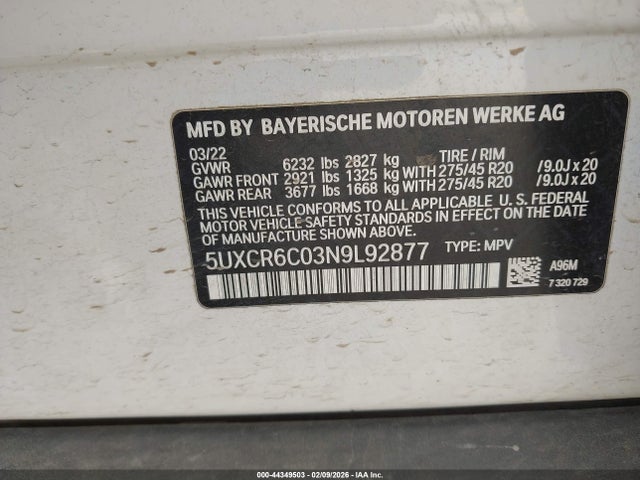 MFD BY BAYERISCHE MOTOREN WERKE AG
03/22
GVWR 6232 lbs 2827 kg TIRE / RIM
GAWR FRONT 2921 lbs 1325 kg WITH 275/45 R20 /9.0J x 20
GAWR REAR 3677 lbs 1668 kg WITH 275/45 R20 /9.0J x 20
THIS VEHICLE CONFORMS TO ALL APPLICABLE U. S. FEDERAL
MOTOR VEHICLE SAFETY STANDARDS IN EFFECT ON THE DATE
OF MANUFACTURE SHOWN ABOVE.
5UXCR6C03N9L92877 TYPE: MPV
A96M
7 320 729
000-44349503 - 02/09/2026 - IAA Inc.